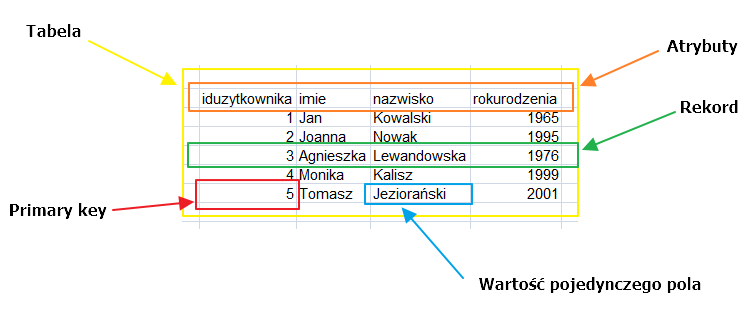 Tabela
Atrybuty
iduzytkownika imie nazwisko rokurodzenia
1 Jan Kowalski 1965
Rekord
2 Joanna Nowak 1995
3 Agnieszka Lewandowska 1976
4 Monika Kalisz 1999
5 Tomasz Jeziorański 2001
Primary key
Wartość pojedynczego pola